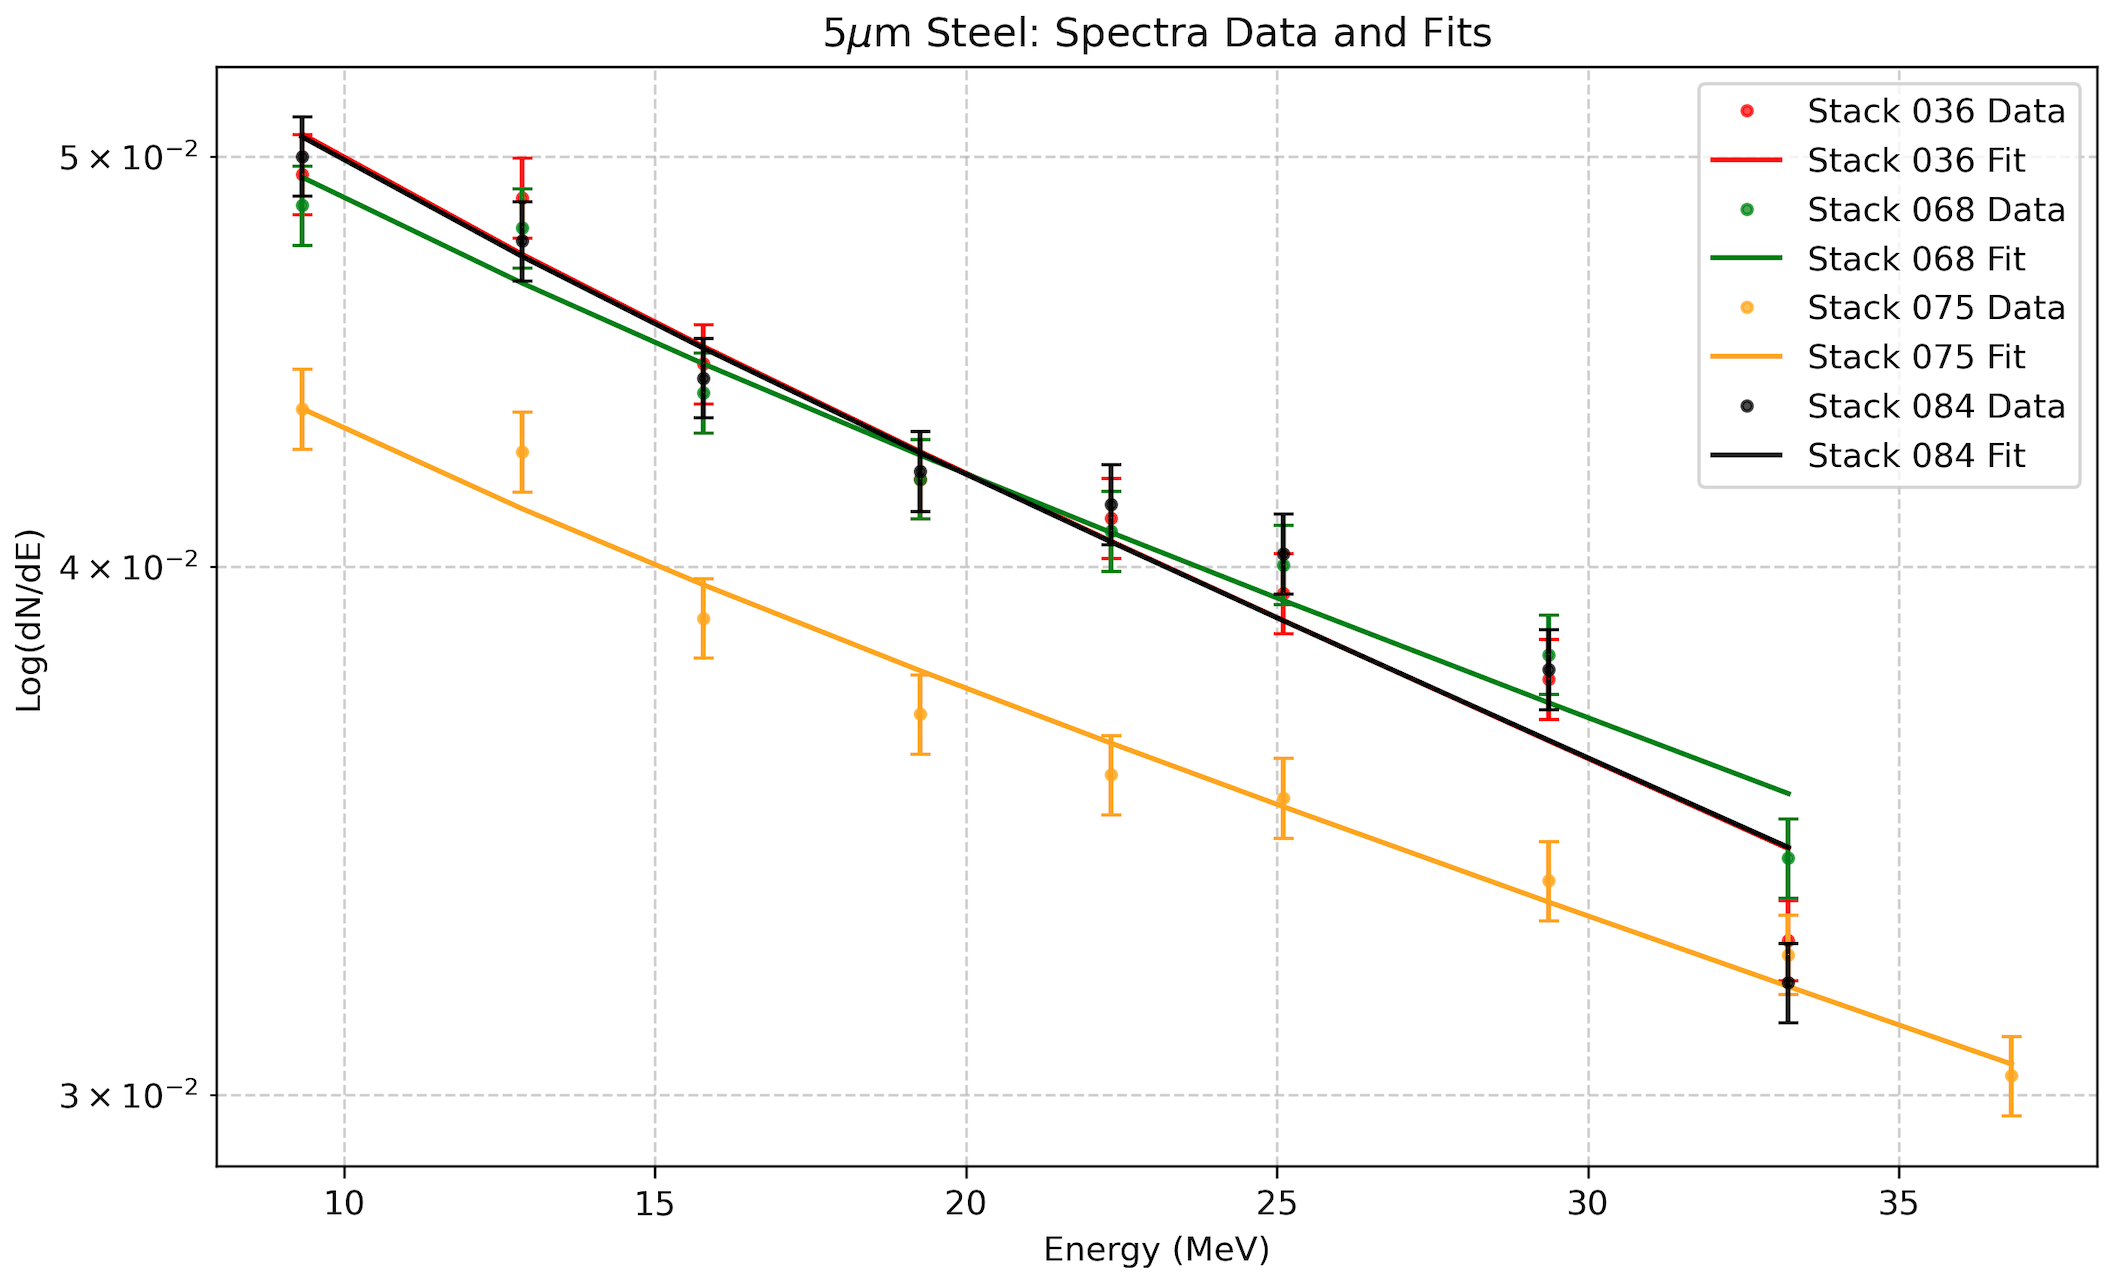 5μm Steel: Spectra Data and Fits
Stack 036 Data
Stack 036 Fit
Stack 068 Data
Stack 068 Fit
Stack 075 Data
Stack 075 Fit
Stack 084 Data
Stack 084 Fit
Log(dN/dE)
5 × 10⁻²
4 × 10⁻²
3 × 10⁻²
10 15 20 25 30 35
Energy (MeV)